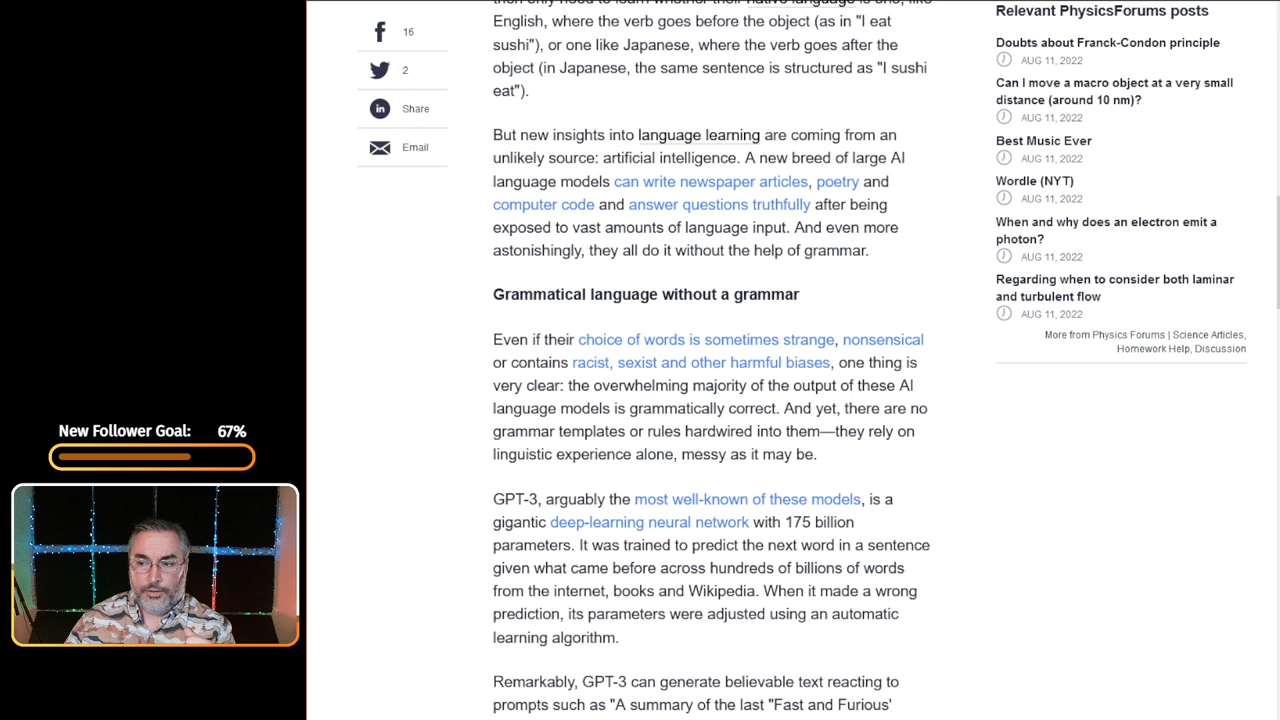 16
2
in
Share
Email
New Follower Goal: 67%
English, where the verb goes before the object (as in "I eat
sushi"), or one like Japanese, where the verb goes after the
object (in Japanese, the same sentence is structured as "I sushi
eat").
But new insights into language learning are coming from an
unlikely source: artificial intelligence. A new breed of large AI
language models can write newspaper articles, poetry and
computer code and answer questions truthfully after being
exposed to vast amounts of language input. And even more
astonishingly, they all do it without the help of grammar.
Grammatical language without a grammar
Even if their choice of words is sometimes strange, nonsensical
or contains racist, sexist and other harmful biases, one thing is
very clear: the overwhelming majority of the output of these AI
language models is grammatically correct. And yet, there are no
grammar templates or rules hardwired into them—they rely on
linguistic experience alone, messy as it may be.
GPT-3, arguably the most well-known of these models, is a
gigantic deep-learning neural network with 175 billion
parameters. It was trained to predict the next word in a sentence
given what came before across hundreds of billions of words
from the internet, books and Wikipedia. When it made a wrong
prediction, its parameters were adjusted using an automatic
learning algorithm.
Remarkably, GPT-3 can generate believable text reacting to
prompts such as "A summary of the last "Fast and Furious'
Relevant PhysicsForums posts
Doubts about Franck-Condon principle
AUG 11, 2022
Can I move a macro object at a very small
distance (around 10 nm)?
AUG 11, 2022
Best Music Ever
AUG 11, 2022
Wordle (NYT)
AUG 11, 2022
When and why does an electron emit a
photon?
AUG 11, 2022
Regarding when to consider both laminar
and turbulent flow
AUG 11, 2022
More from Physics Forums | Science Articles,
Homework Help, Discussion